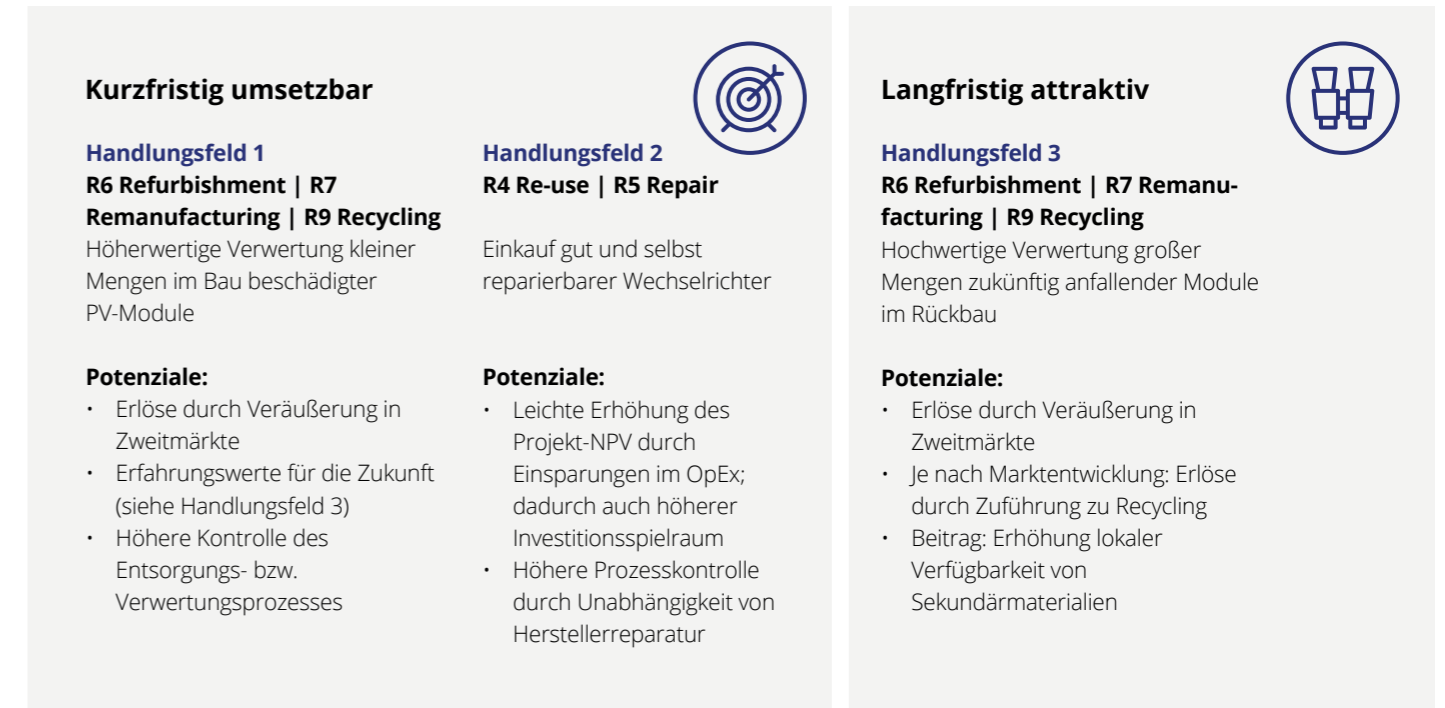 Kurzfristig umsetzbar
Handlungsfeld 1
R6 Refurbishment | R7
Remanufacturing | R9 Recycling
Höherwertige Verwertung kleiner
Mengen im Bau beschädigter
PV-Module
Potenziale:
• Erlöse durch Veräußerung in
Zweitmärkte
• Erfahrungswerte für die Zukunft
(siehe Handlungsfeld 3)
• Höhere Kontrolle des
Entsorgungs- bzw.
Verwertungsprozesses
Handlungsfeld 2
R4 Re-use | R5 Repair
Einkauf gut und selbst
reparierbarer Wechselrichter
Potenziale:
• Leichte Erhöhung des
Projekt-NPV durch
Einsparungen im OpEx;
dadurch auch höherer
Investitionsspielraum
• Höhere Prozesskontrolle
durch Unabhängigkeit von
Herstellerreparatur
Langfristig attraktiv
Handlungsfeld 3
R6 Refurbishment | R7 Remanu-
facturing | R9 Recycling
Hochwertige Verwertung großer
Mengen zukünftig anfallender Module
im Rückbau
Potenziale:
• Erlöse durch Veräußerung in
Zweitmärkte
• Je nach Marktentwicklung: Erlöse
durch Zuführung zu Recycling
• Beitrag: Erhöhung lokaler
Verfügbarkeit von
Sekundärmaterialien